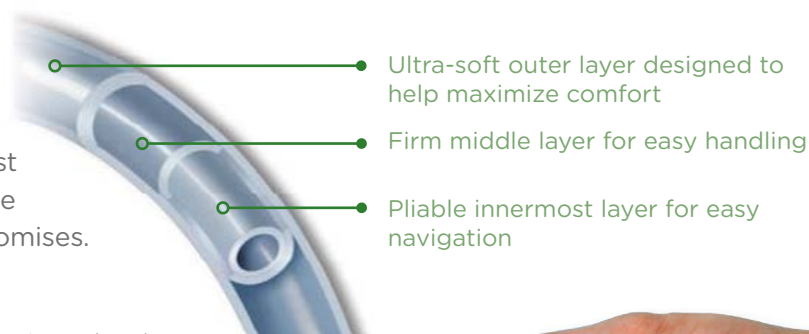 Ultra-soft outer layer designed to
help maximize comfort
Firm middle layer for easy handling
Pliable innermost layer for easy
navigation